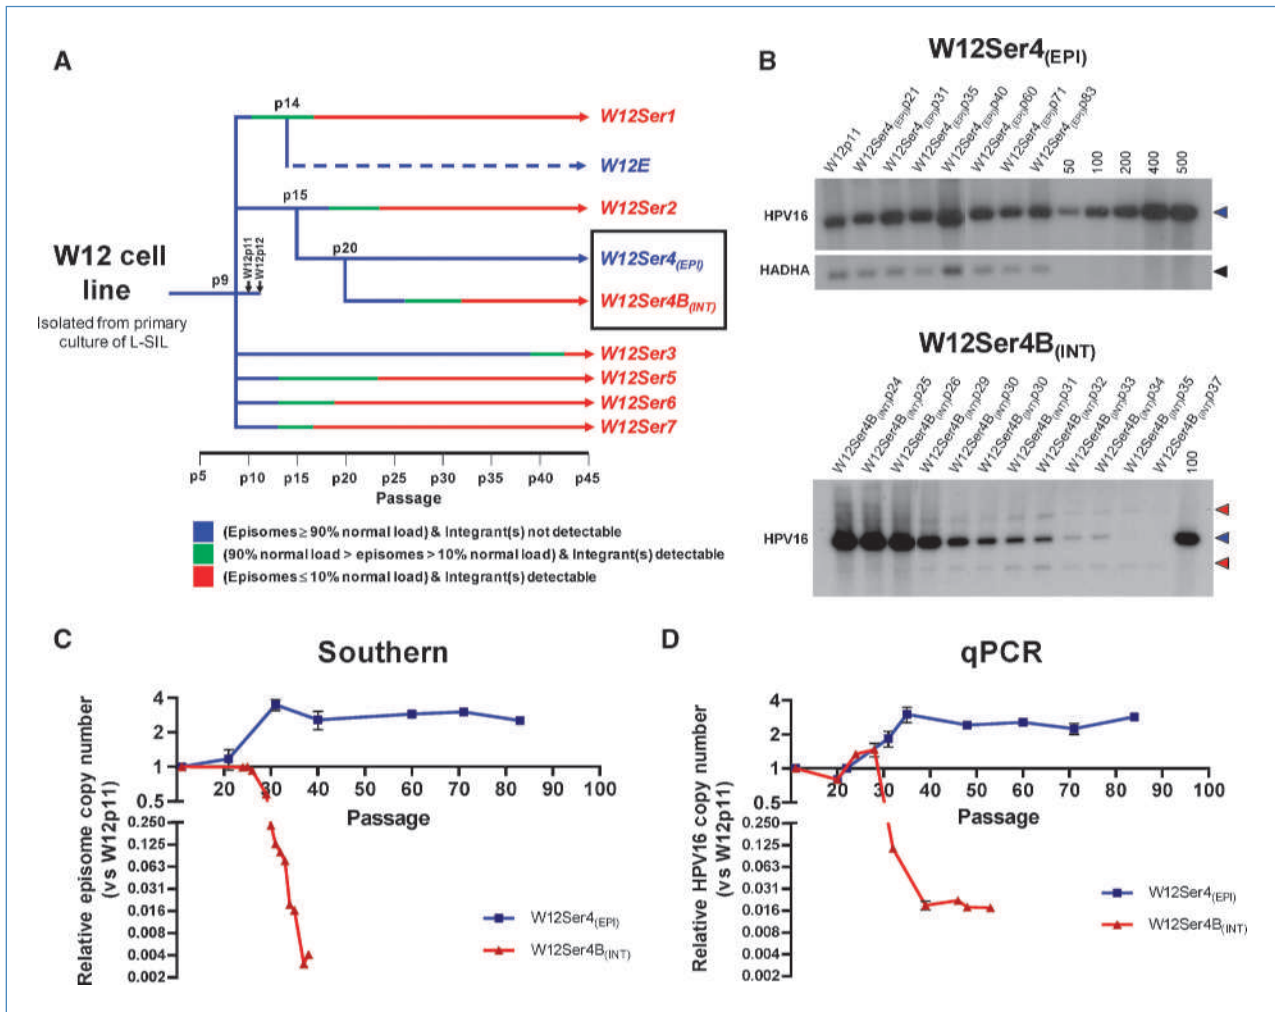 A
p14
W12Ser1
W12E
p15
W12Ser2
p20
W12Ser4(EPI)
W12Ser4B(INT)
W12 cell
line
Isolated from primary
culture of L-SIL
p9
W12p11
W12p12
W12Ser3
W12Ser5
W12Ser6
W12Ser7
p5 p10 p15 p20 p25 p30 p35 p40 p45
Passage
(Episomes ≥ 90% normal load) & Integrant(s) not detectable
(90% normal load > episomes > 10% normal load) & Integrant(s) detectable
(Episomes ≤ 10% normal load) & Integrant(s) detectable
B
W12Ser4(EPI)
W12p11
W12Ser4(EPI)p21
W12Ser4(EPI)p31
W12Ser4(EPI)p35
W12Ser4(EPI)p40
W12Ser4(EPI)p60
W12Ser4(EPI)p71
W12Ser4(EPI)p83
50 100 200 400 500
HPV16
HADHA
W12Ser4B(INT)
W12Ser4B(INT)p24
W12Ser4B(INT)p25
W12Ser4B(INT)p26
W12Ser4B(INT)p29
W12Ser4B(INT)p30
W12Ser4B(INT)p30
W12Ser4B(INT)p31
W12Ser4B(INT)p32
W12Ser4B(INT)p33
W12Ser4B(INT)p34
W12Ser4B(INT)p35
W12Ser4B(INT)p37
100
HPV16
C
Southern
Relative episome copy number
(vs W12p11)
4
2
1
0.5
0.250
0.125
0.063
0.031
0.016
0.008
0.004
0.002
20 30 40 50 60 70 80 90 100
Passage
W12Ser4(EPI)
W12Ser4B(INT)
D
qPCR
Relative HPV16 copy number
(vs W12p11)
4
2
1
0.5
0.250
0.125
0.063
0.031
0.016
0.008
0.004
0.002
20 30 40 50 60 70 80 90 100
Passage
W12Ser4(EPI)
W12Ser4B(INT)